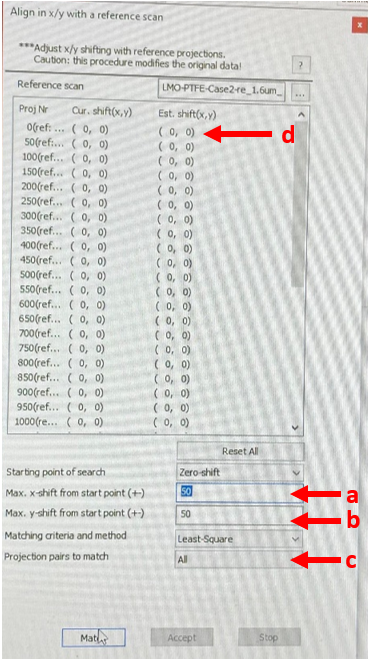 Align in x/y with a reference scan
x
***Adjust x/y shifting with reference projections.
Caution: this procedure modifies the original data!
?
Reference scan LMO-PTFE-Case2-re_1.6um_ ...
Proj Nr Cur. shift(x,y) Est. shift(x,y)
0(ref: ... ( 0, 0) ( 0, 0) d
50(ref:... ( 0, 0) ( 0, 0)
100(ref... ( 0, 0) ( 0, 0)
150(ref... ( 0, 0) ( 0, 0)
200(ref... ( 0, 0) ( 0, 0)
250(ref... ( 0, 0) ( 0, 0)
300(ref... ( 0, 0) ( 0, 0)
350(ref... ( 0, 0) ( 0, 0)
400(ref... ( 0, 0) ( 0, 0)
450(ref... ( 0, 0) ( 0, 0)
500(ref... ( 0, 0) ( 0, 0)
550(ref... ( 0, 0) ( 0, 0)
600(ref... ( 0, 0) ( 0, 0)
650(ref... ( 0, 0) ( 0, 0)
700(ref... ( 0, 0) ( 0, 0)
750(ref... ( 0, 0) ( 0, 0)
800(ref... ( 0, 0) ( 0, 0)
850(ref... ( 0, 0) ( 0, 0)
900(ref... ( 0, 0) ( 0, 0)
950(ref... ( 0, 0) ( 0, 0)
1000(re... ( 0, 0) ( 0, 0)
Reset All
Starting point of search Zero-shift
Max. x-shift from start point (+-) 50 a
Max. y-shift from start point (+-) 50 b
Matching criteria and method Least-Square
Projection pairs to match All c
Accept Stop